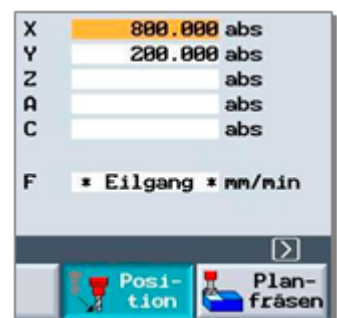 X 800.000 abs
Y 200.000 abs
Z abs
A abs
C abs
F * Eilgang * mm/min
Posi- Plan-
tion fräsen